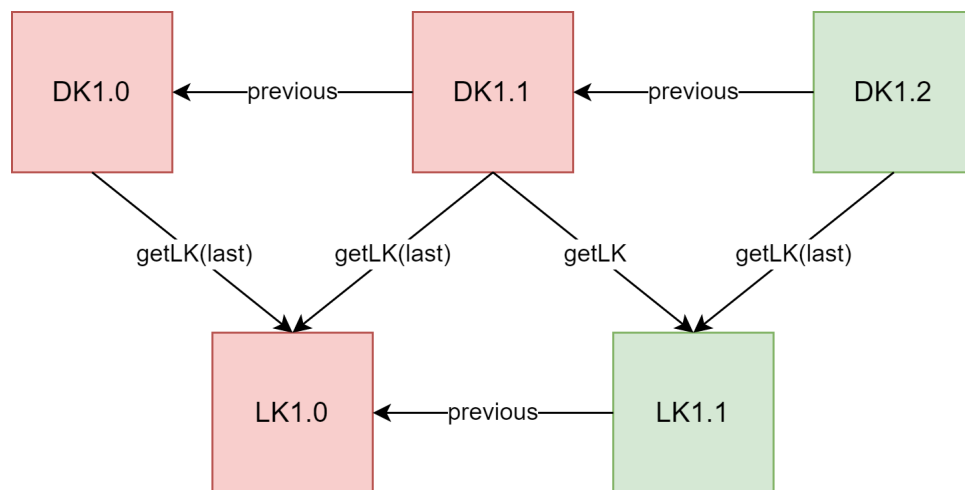 DK1.0
previous
DK1.1
previous
DK1.2
getLK(last)
getLK(last)
getLK
getLK(last)
LK1.0
previous
LK1.1